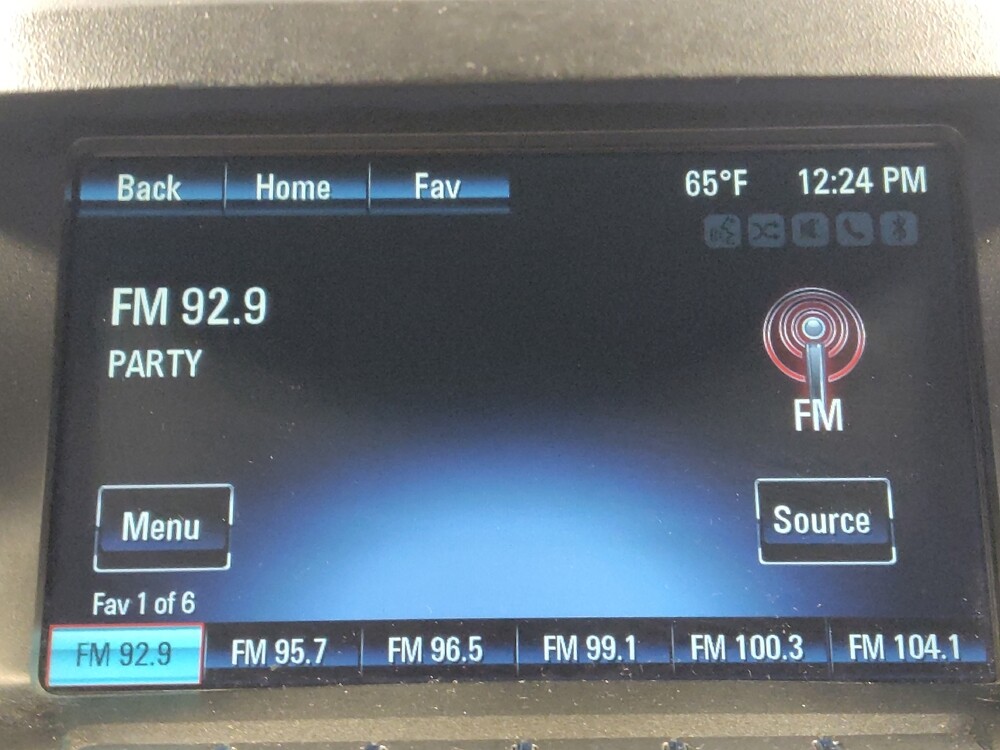 Back Home Fav 65°F 12:24 PM
FM 92.9
PARTY
FM
Menu
Source
Fav 1 of 6
FM 92.9 FM 95.7 FM 96.5 FM 99.1 FM 100.3 FM 104.1